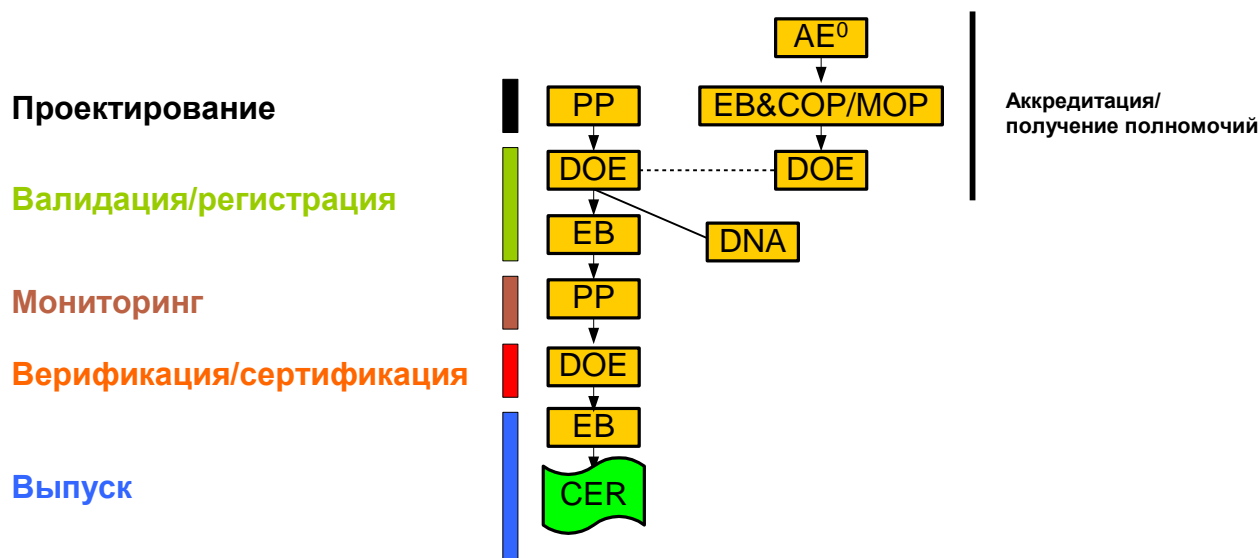 AE⁰
Проектирование
PP
EB&COP/MOP
Аккредитация/
получение полномочий
DOE
DOE
Валидация/регистрация
EB
DNA
Мониторинг
PP
Верификация/сертификация
DOE
EB
Выпуск
CER